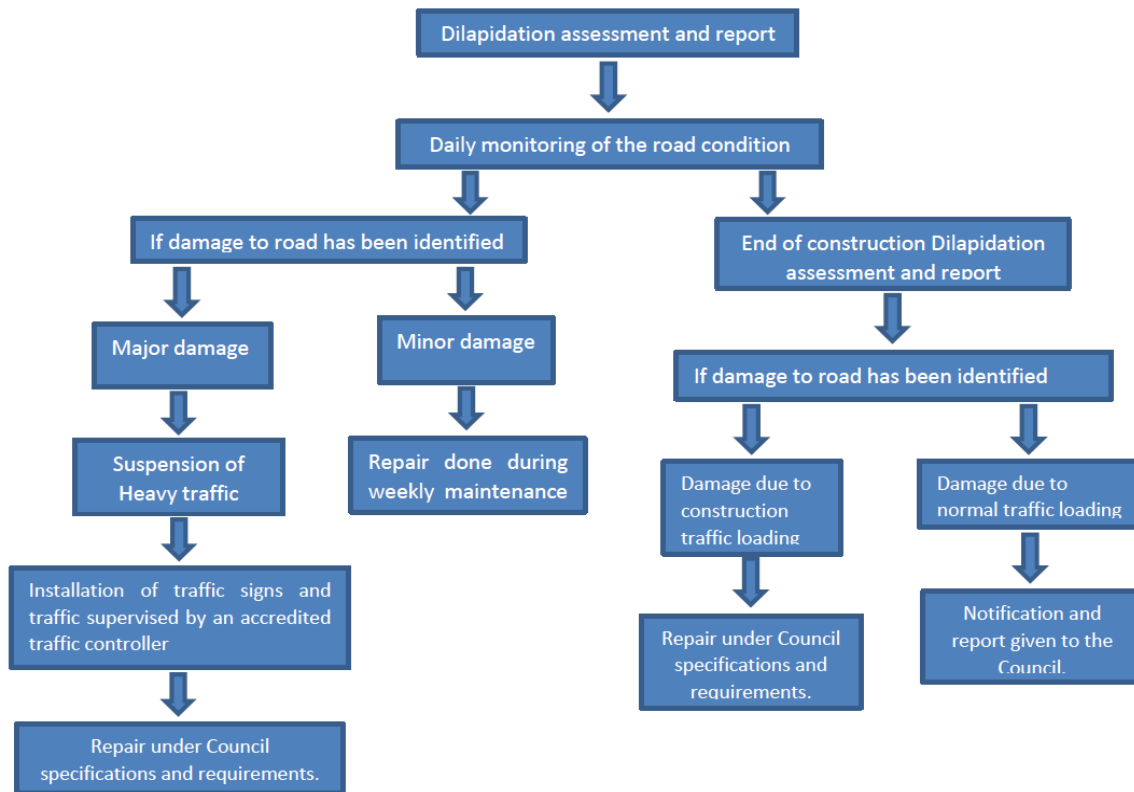 Dilapidation assessment and report
Daily monitoring of the road condition
If damage to road has been identified
End of construction Dilapidation
assessment and report
Major damage
Minor damage
If damage to road has been identified
Suspension of
Heavy traffic
Repair done during
weekly maintenance
Damage due to
construction
traffic loading
Damage due to
normal traffic loading
Installation of traffic signs and
traffic supervised by an accredited
traffic controller
Repair under Council
specifications and
requirements.
Notification and
report given to the
Council.
Repair under Council
specifications and requirements.